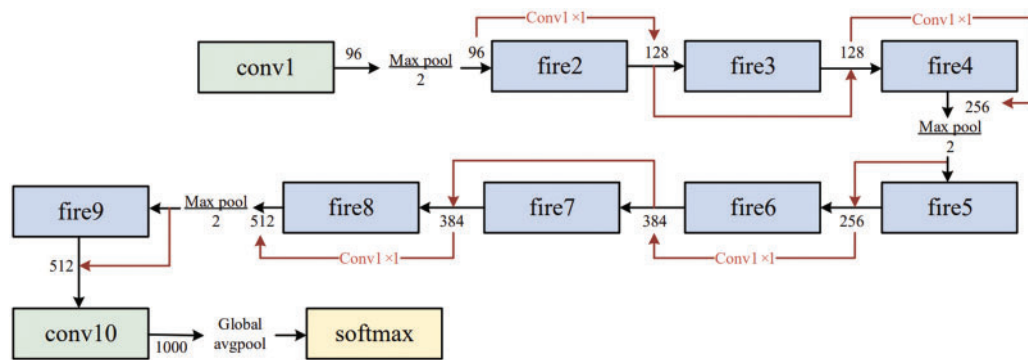 Conv1×1
Conv1×1
96
Max pool
2
96
128
128
conv1
fire2
fire3
fire4
256
Max pool
2
fire9
Max pool
2
512
fire8
384
fire7
384
fire6
256
fire5
Conv1×1
Conv1×1
512
conv10
1000
Global
avgpool
softmax